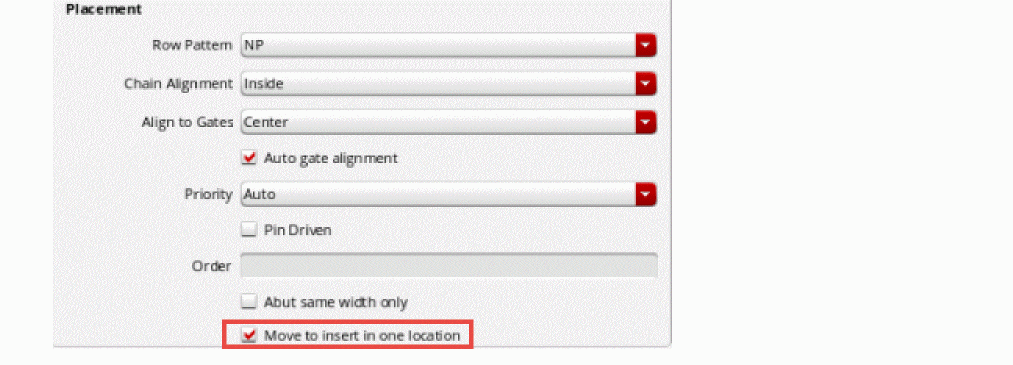 Placement
Row Pattern NP
Chain Alignment Inside
Align to Gates Center
Auto gate alignment
Priority Auto
Pin Driven
Order
Abut same width only
Move to insert in one location